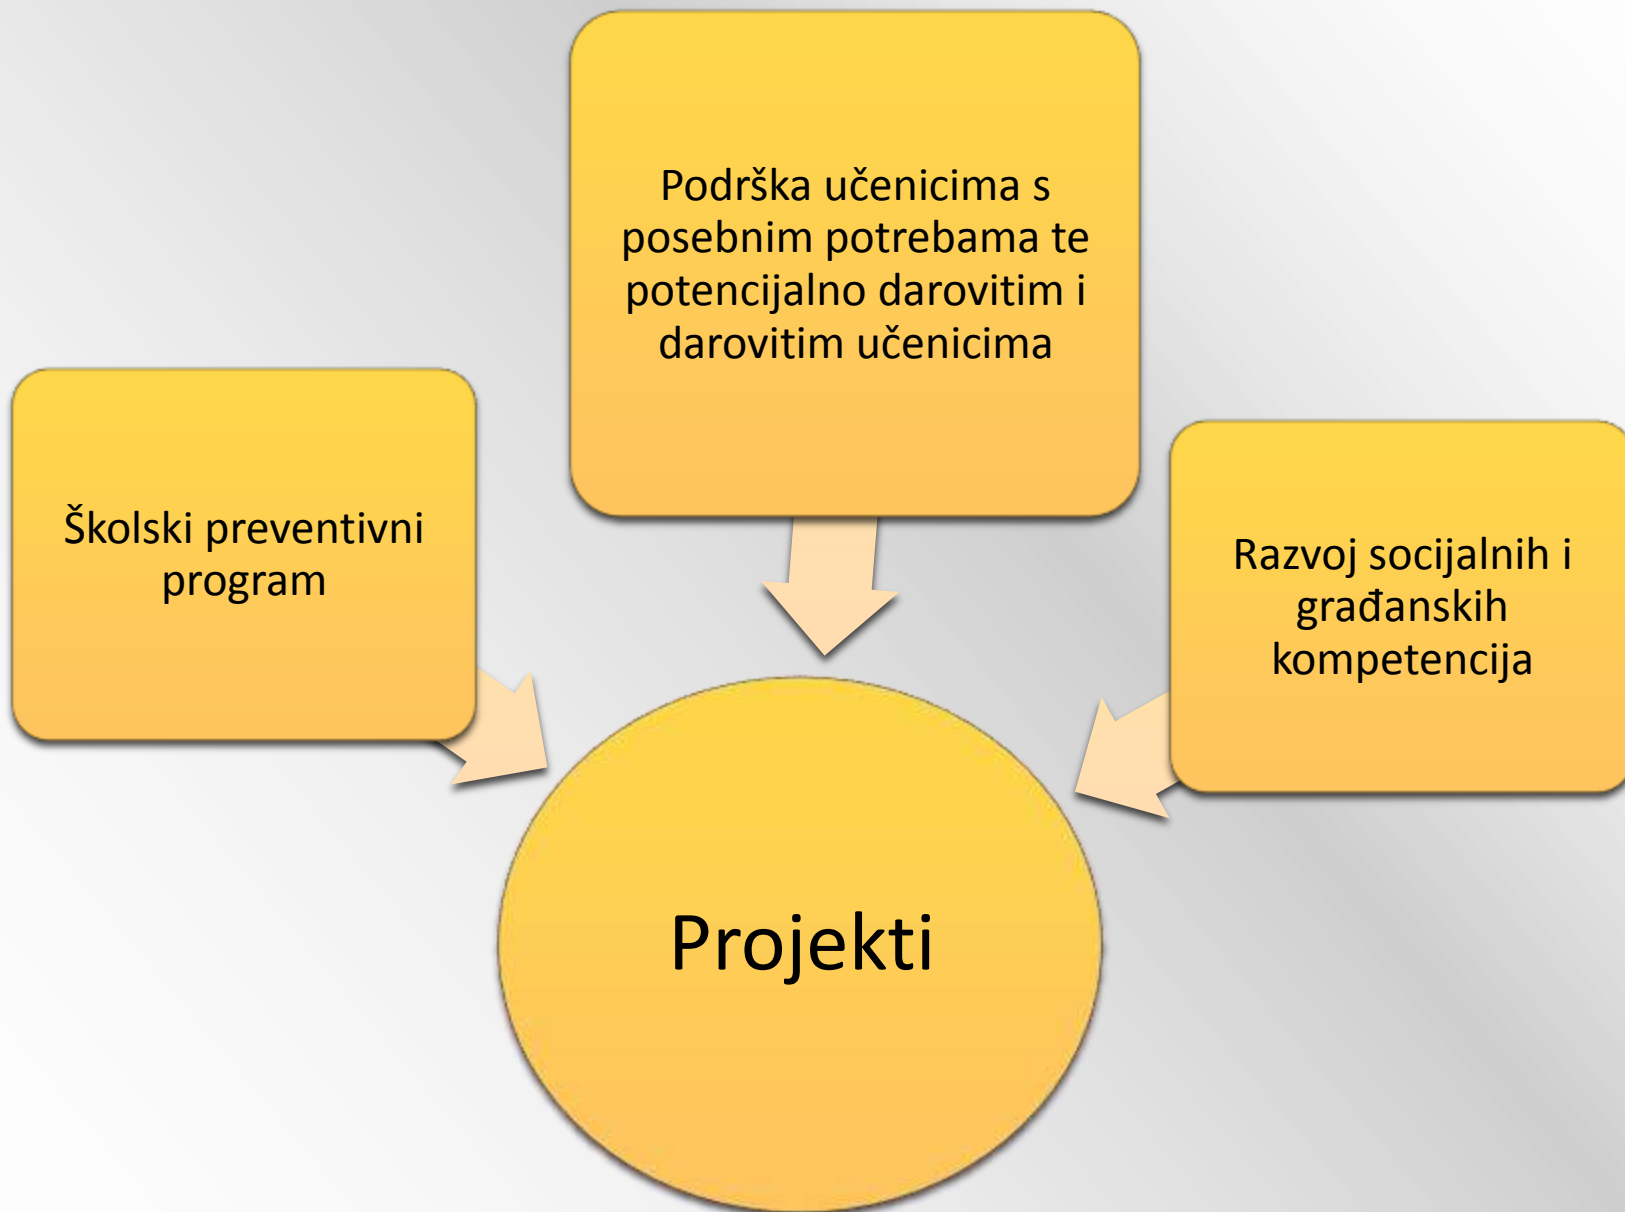 Podrška učenicima s
posebnim potrebama te
potencijalno darovitim i
darovitim učenicima
Školski preventivni
program
Razvoj socijalnih i
građanskih
kompetencija
Projekti